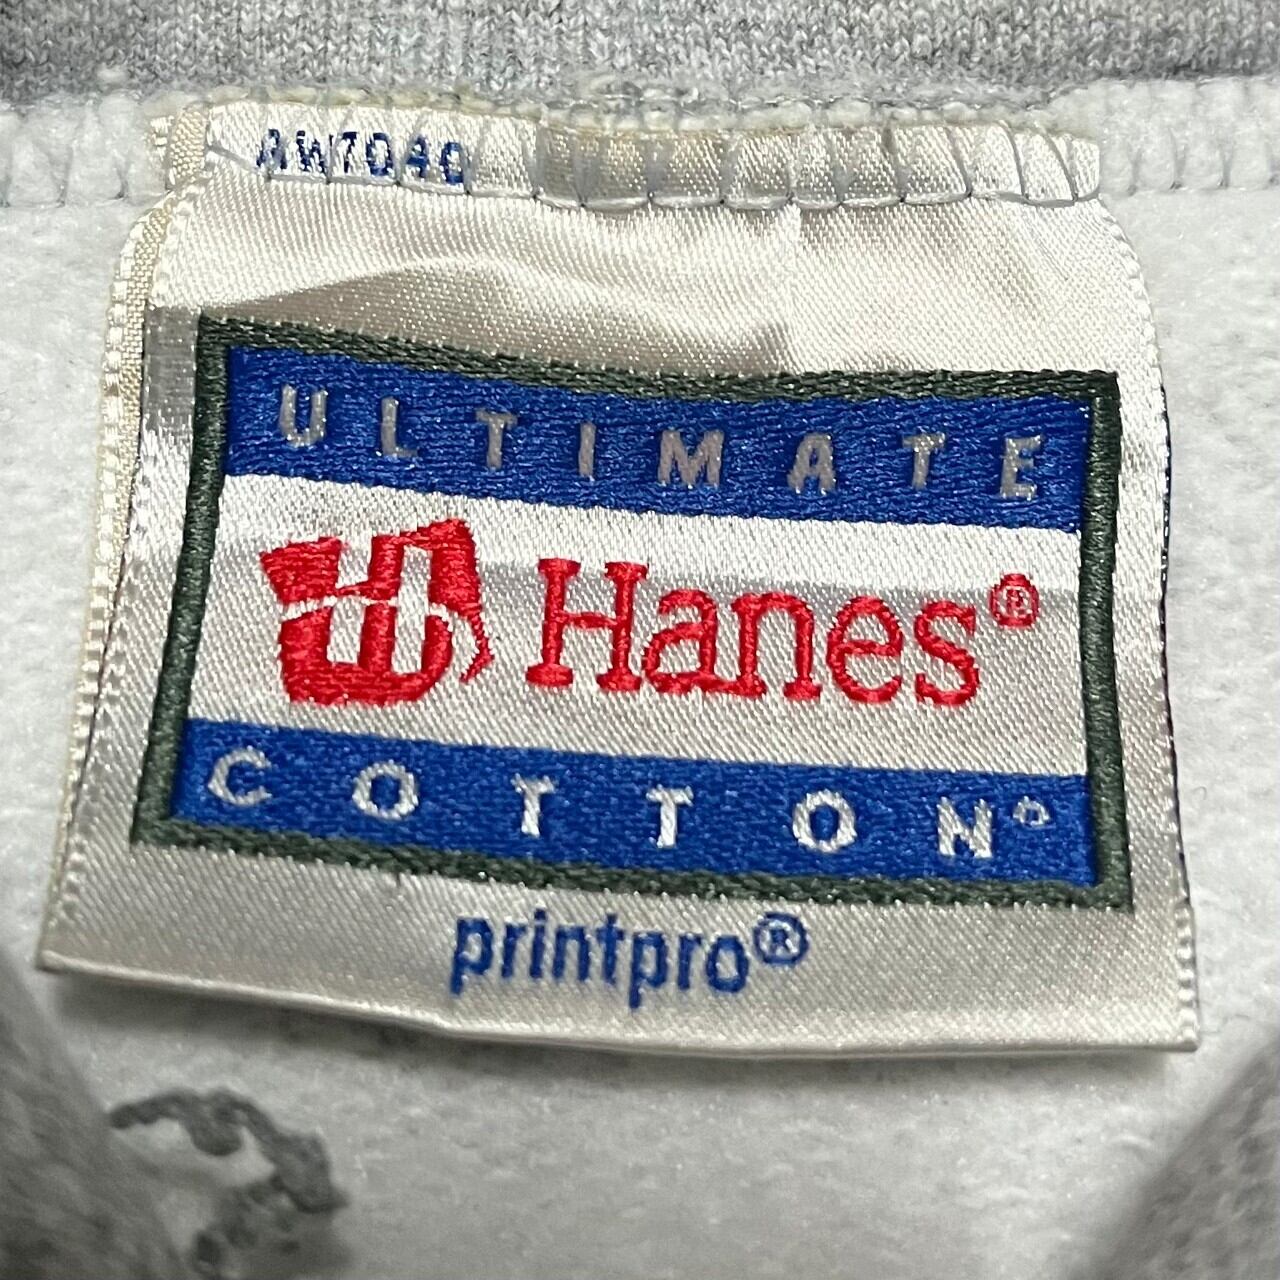 AW7040
ULTIMATE
Hanes®
COTTON®
printpro®